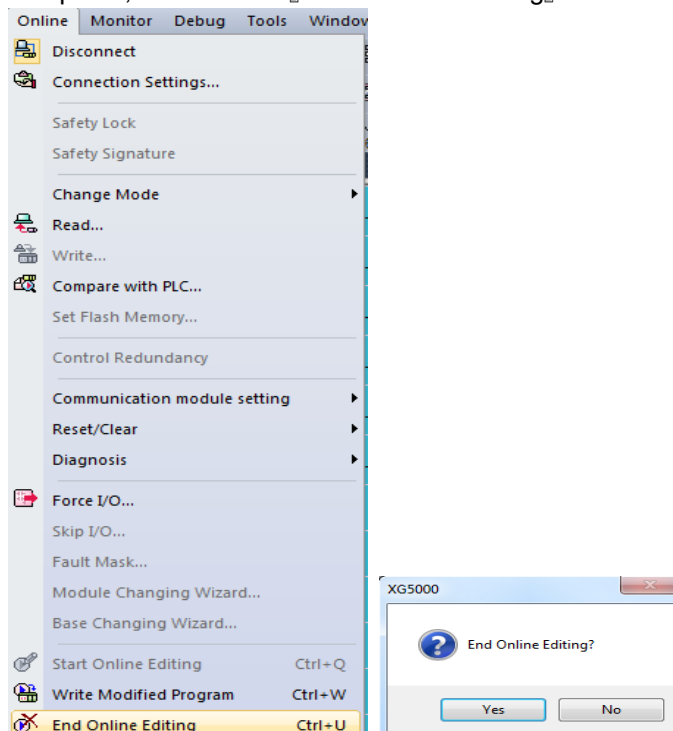 Online Monitor Debug Tools Window
Disconnect
Connection Settings...
Safety Lock
Safety Signature
Change Mode
Read...
Write...
Compare with PLC...
Set Flash Memory...
Control Redundancy
Communication module setting
Reset/Clear
Diagnosis
Force I/O...
Skip I/O...
Fault Mask...
Module Changing Wizard...
Base Changing Wizard...
Start Online Editing Ctrl+Q
Write Modified Program Ctrl+W
End Online Editing Ctrl+U
XG5000
End Online Editing?
Yes No